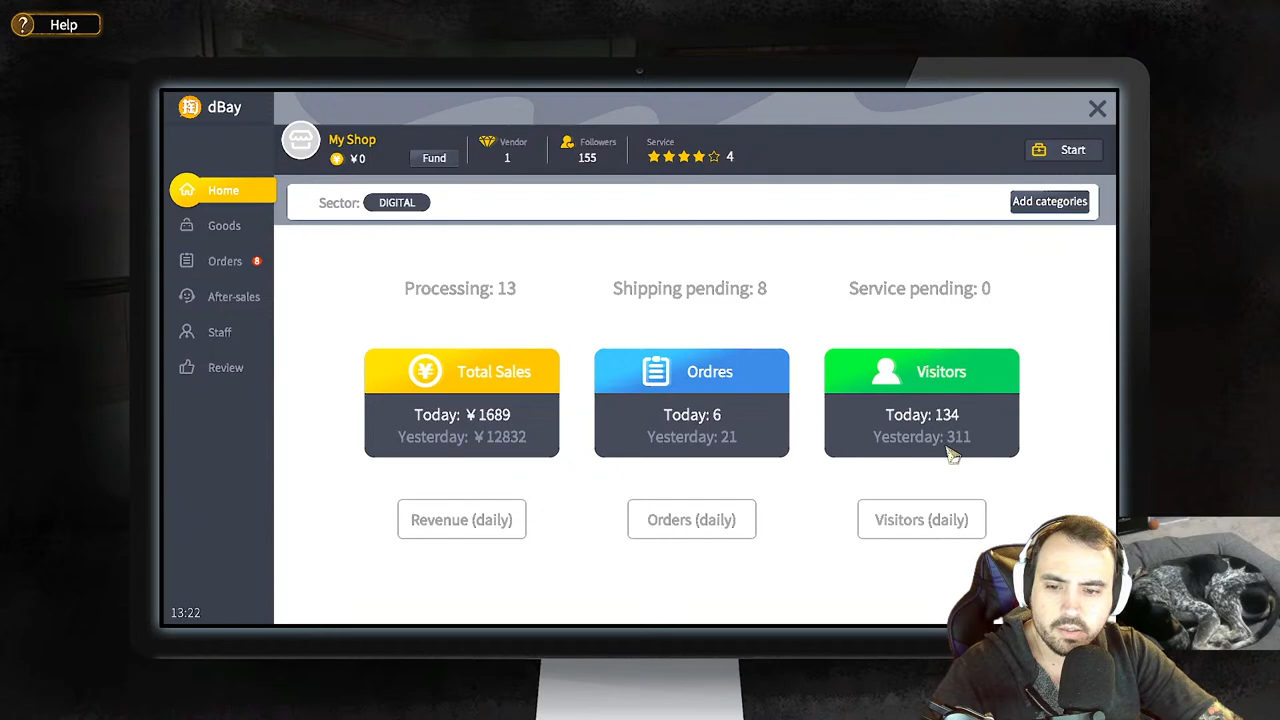 ? Help
掏 dBay
My Shop
¥0
Fund
Vendor
1
Followers
155
Service
4
Start
Home
Sector: DIGITAL
Add categories
Goods
Orders 8
After-sales
Staff
Review
Processing: 13
Shipping pending: 8
Service pending: 0
¥ Total Sales
Today: ¥1689
Yesterday: ¥12832
Ordres
Today: 6
Yesterday: 21
Visitors
Today: 134
Yesterday: 311
Revenue (daily)
Orders (daily)
Visitors (daily)
13:22